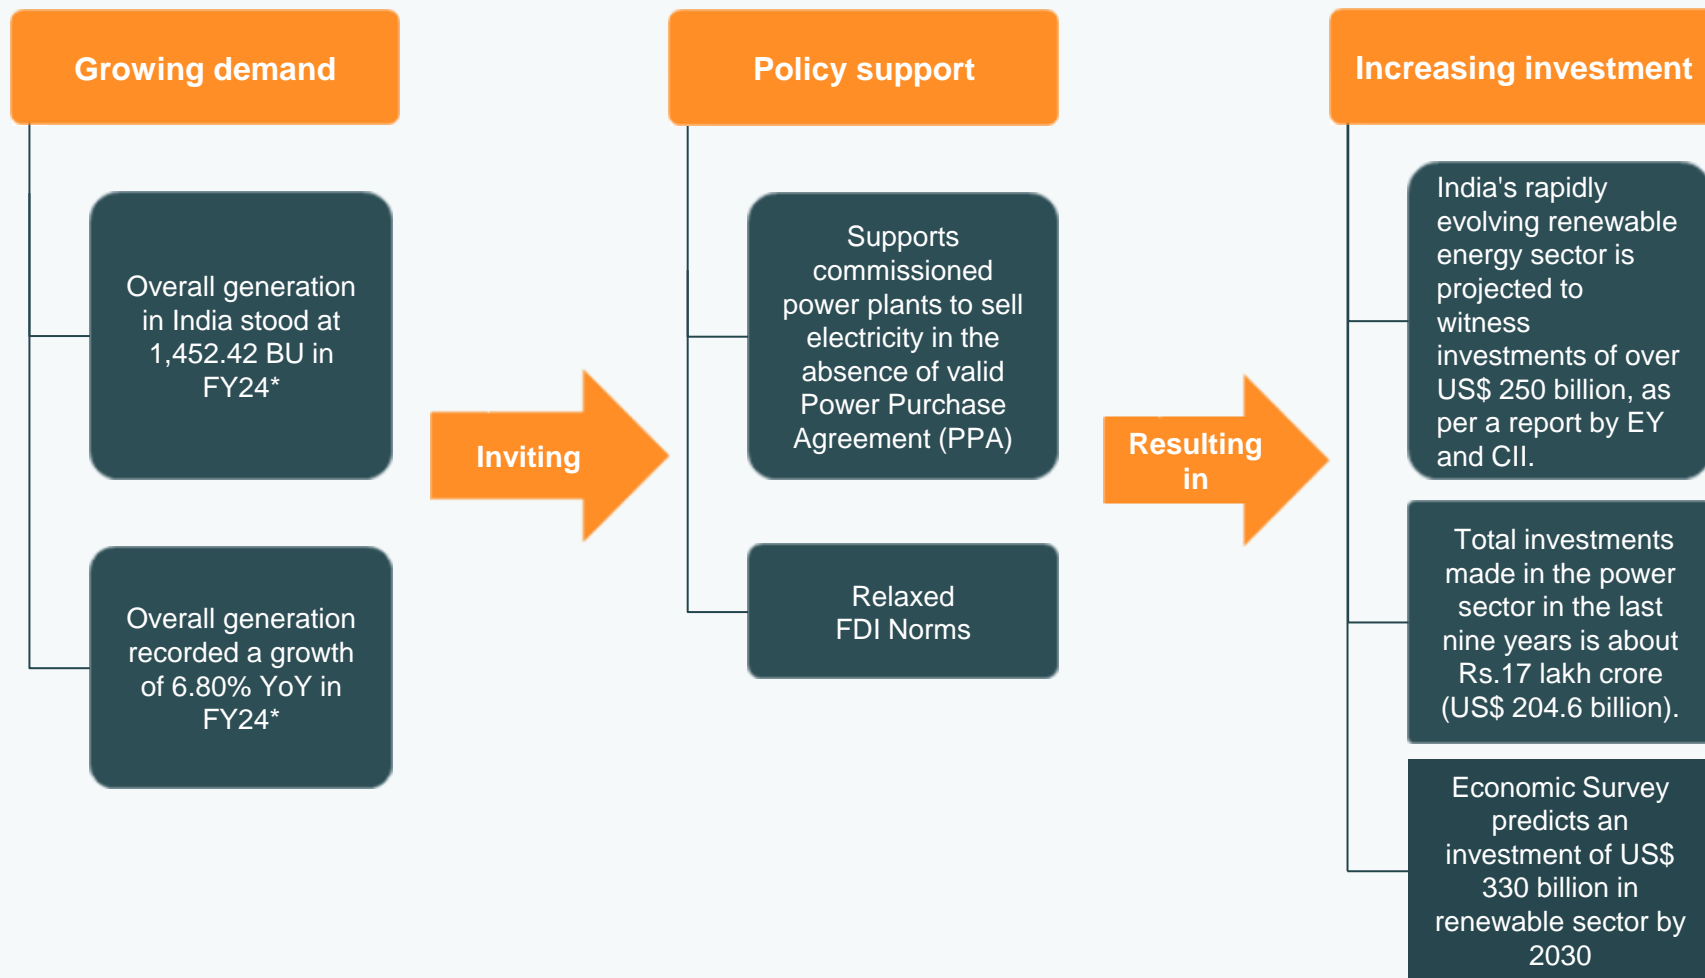 Growing demand
Overall generation
in India stood at
1,452.42 BU in
FY24*
Overall generation
recorded a growth
of 6.80% YoY in
FY24*
Inviting
Policy support
Supports
commissioned
power plants to sell
electricity in the
absence of valid
Power Purchase
Agreement (PPA)
Relaxed
FDI Norms
Resulting
in
Increasing investment
India's rapidly
evolving renewable
energy sector is
projected to
witness
investments of over
US$ 250 billion, as
per a report by EY
and CII.
Total investments
made in the power
sector in the last
nine years is about
Rs.17 lakh crore
(US$ 204.6 billion).
Economic Survey
predicts an
investment of US$
330 billion in
renewable sector by
2030